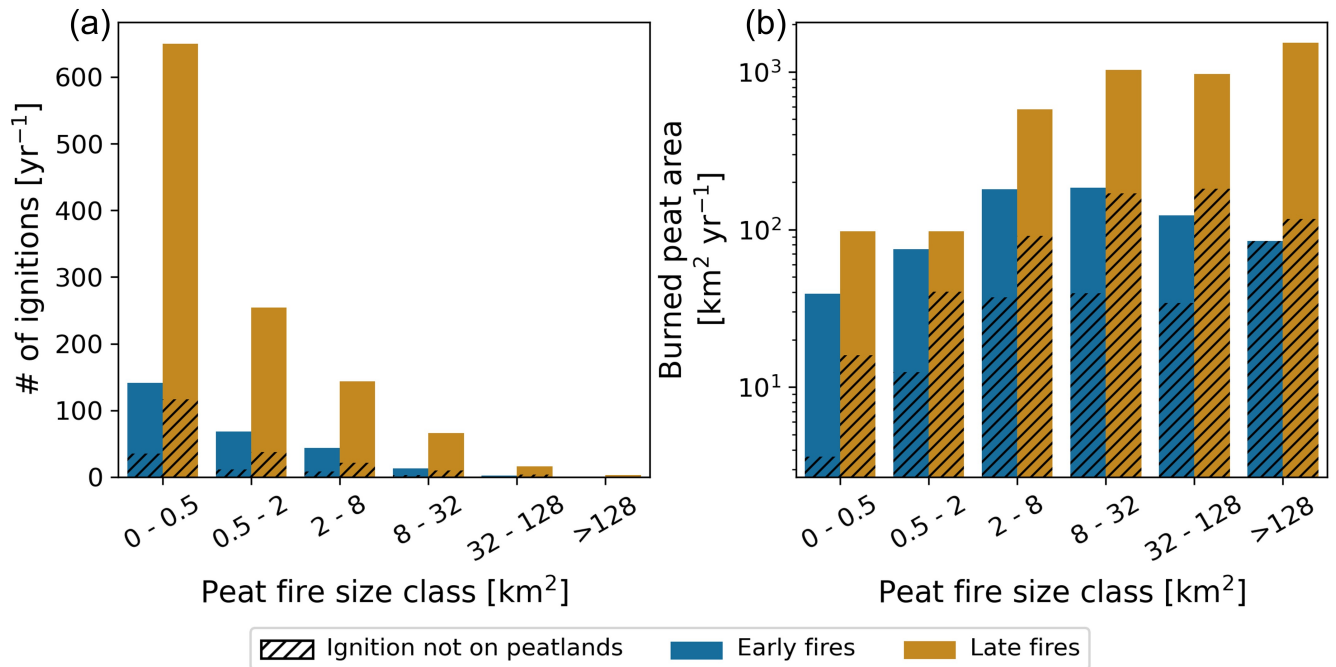 (a)
# of ignitions [yr⁻¹]
600
500
400
300
200
100
0
0 - 0.5
0.5 - 2
2 - 8
8 - 32
32 - 128
>128
Peat fire size class [km²]
(b)
Burned peat area
[km² yr⁻¹]
10³
10²
10¹
0 - 0.5
0.5 - 2
2 - 8
8 - 32
32 - 128
>128
Peat fire size class [km²]
Ignition not on peatlands
Early fires
Late fires